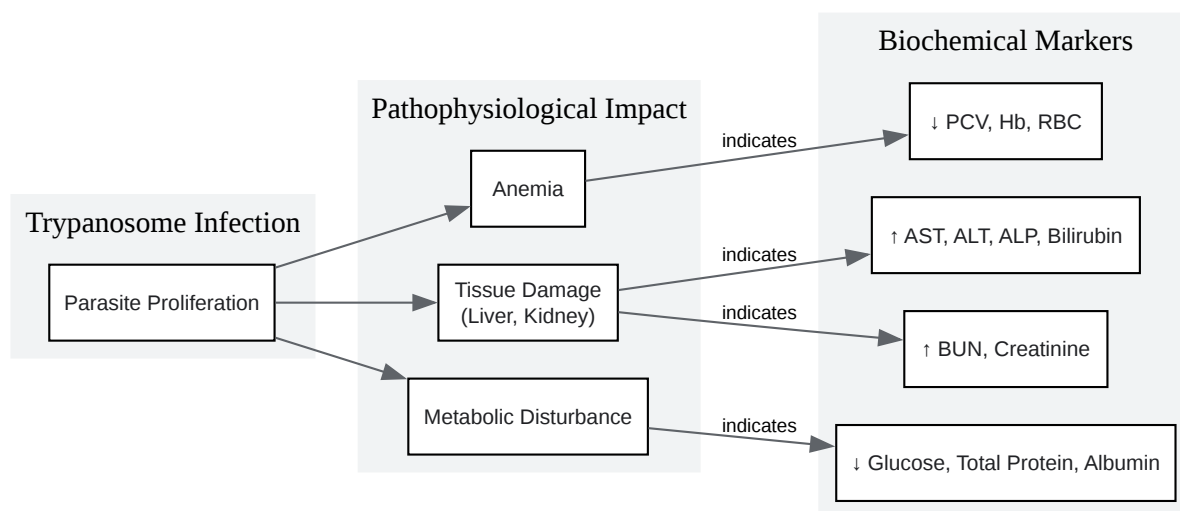 Trypanosome Infection
Parasite Proliferation
Pathophysiological Impact
Anemia
Tissue Damage
(Liver, Kidney)
Metabolic Disturbance
indicates
indicates
indicates
indicates
Biochemical Markers
↓ PCV, Hb, RBC
↑ AST, ALT, ALP, Bilirubin
↑ BUN, Creatinine
↓ Glucose, Total Protein, Albumin